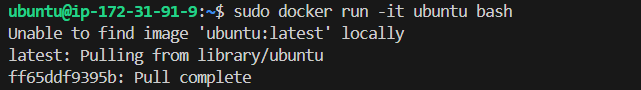 ubuntu@ip-172-31-91-9:~$ sudo docker run -it ubuntu bash
Unable to find image 'ubuntu:latest' locally
latest: Pulling from library/ubuntu
ff65ddf9395b: Pull complete